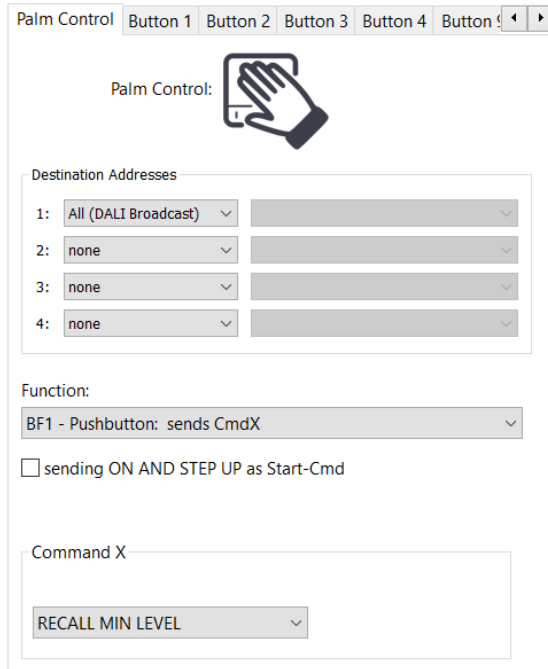 Palm Control Button 1 Button 2 Button 3 Button 4 Button
Palm Control:
Destination Addresses
1: All (DALI Broadcast)
2: none
3: none
4: none
Function:
BF1 - Pushbutton: sends CmdX
sending ON AND STEP UP as Start-Cmd
Command X
RECALL MIN LEVEL